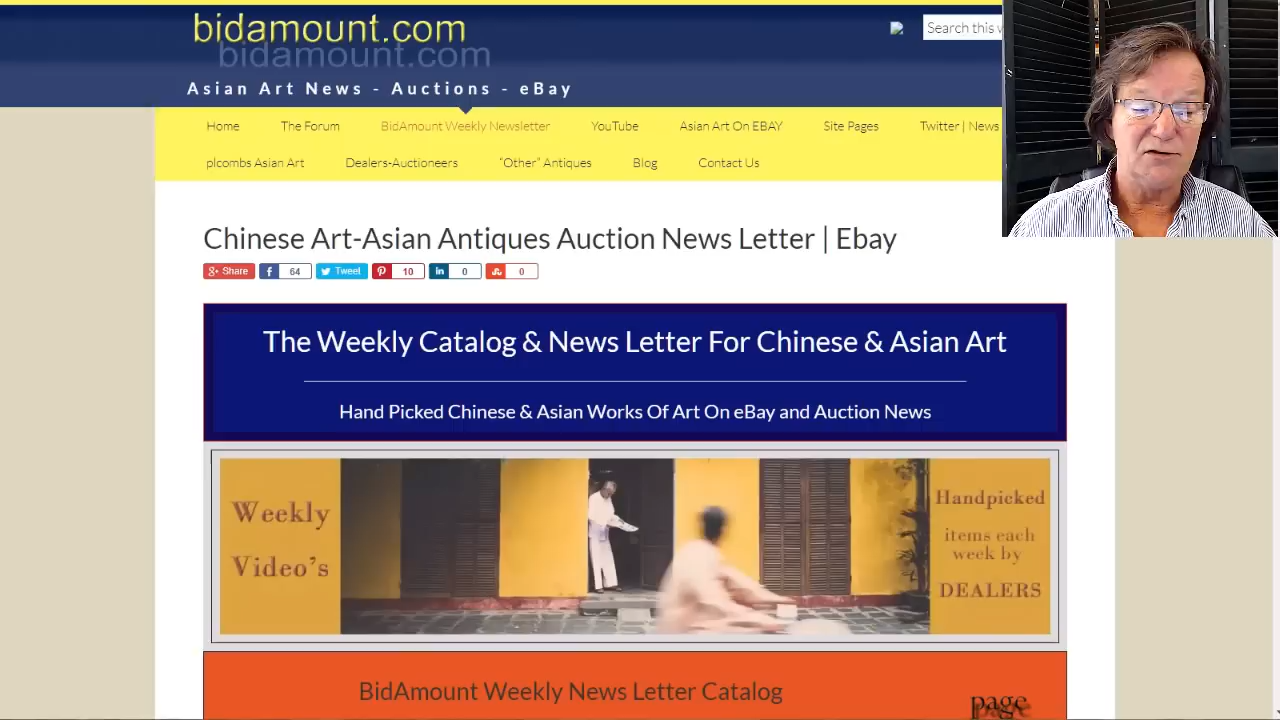 bidamount.com
bidamount.com
Asian Art News - Auctions - eBay
Search this
Home The Forum BidAmount Weekly Newsletter YouTube Asian Art On EBAY Site Pages Twitter | News
plcombs Asian Art Dealers-Auctioneers “Other” Antiques Blog Contact Us
Chinese Art-Asian Antiques Auction News Letter | Ebay
Share 64 Tweet 10 0 0
The Weekly Catalog & News Letter For Chinese & Asian Art
Hand Picked Chinese & Asian Works Of Art On eBay and Auction News
Weekly
Video's
Handpicked
items each
week by
DEALERS
BidAmount Weekly News Letter Catalog
page